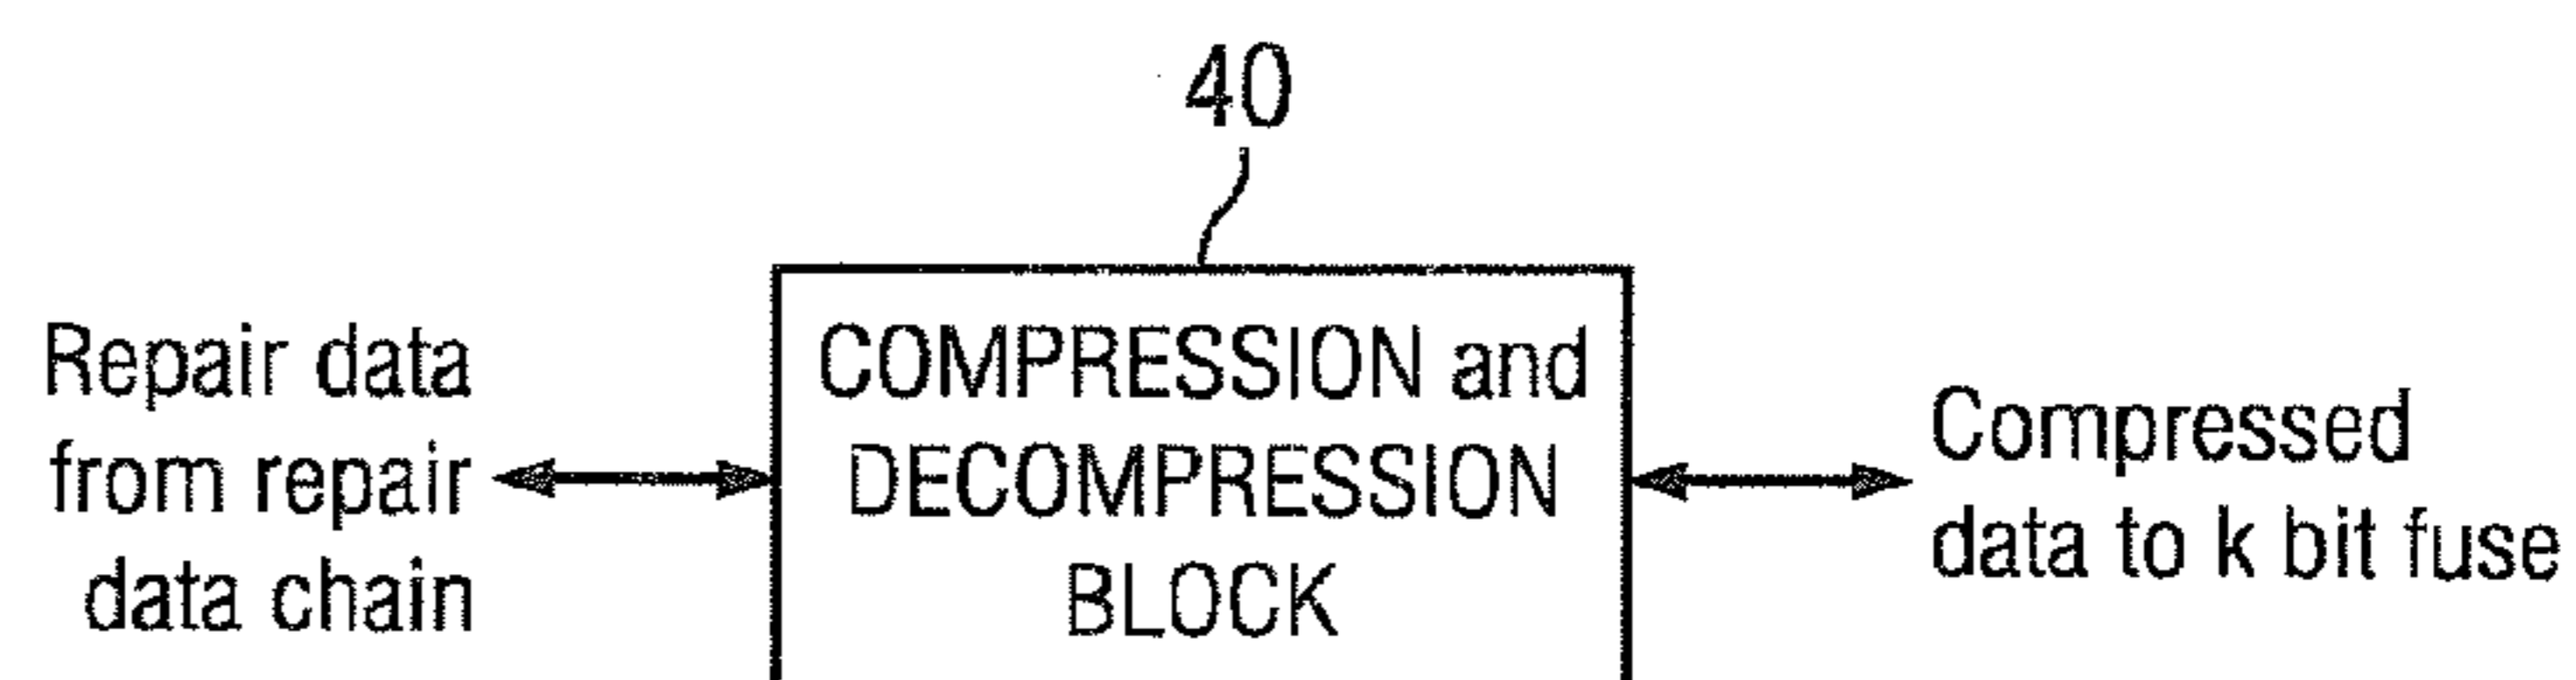 40
Repair data
from repair
data chain
COMPRESSION and
DECOMPRESSION
BLOCK
Compressed
data to k bit fuse